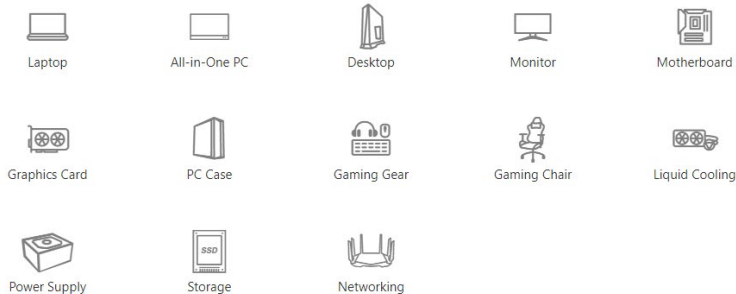 Laptop
All-in-One PC
Desktop
Monitor
Motherboard
Graphics Card
PC Case
Gaming Gear
Gaming Chair
Liquid Cooling
SSD
Power Supply
Storage
Networking